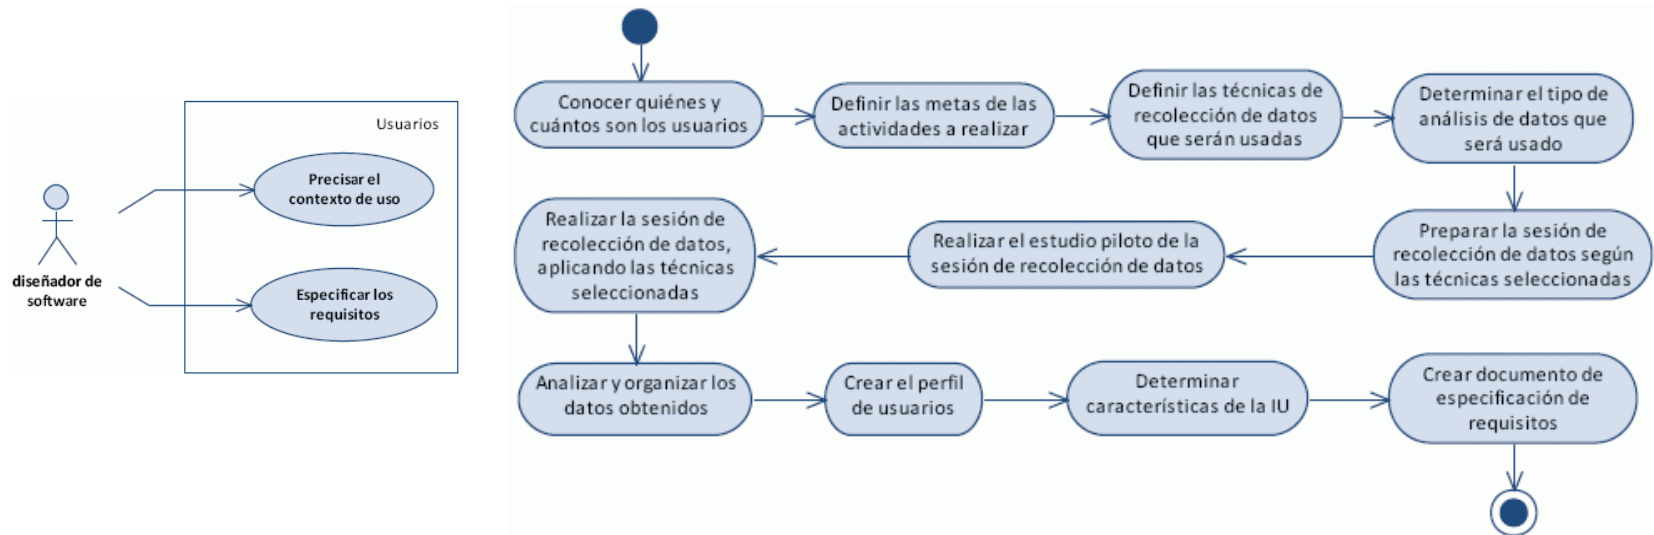 Usuarios
Precisar el
contexto de uso
diseñador de
software
Especificar los
requisitos
Conocer quiénes y
cuántos son los usuarios
Definir las metas de las
actividades a realizar
Definir las técnicas de
recolección de datos
que serán usadas
Determinar el tipo de
análisis de datos que
será usado
Preparar la sesión de
recolección de datos según
las técnicas seleccionadas
Realizar el estudio piloto de la
sesión de recolección de datos
Realizar la sesión de
recolección de datos,
aplicando las técnicas
seleccionadas
Analizar y organizar los
datos obtenidos
Crear el perfil
de usuarios
Determinar
características de la IU
Crear documento de
especificación de
requisitos